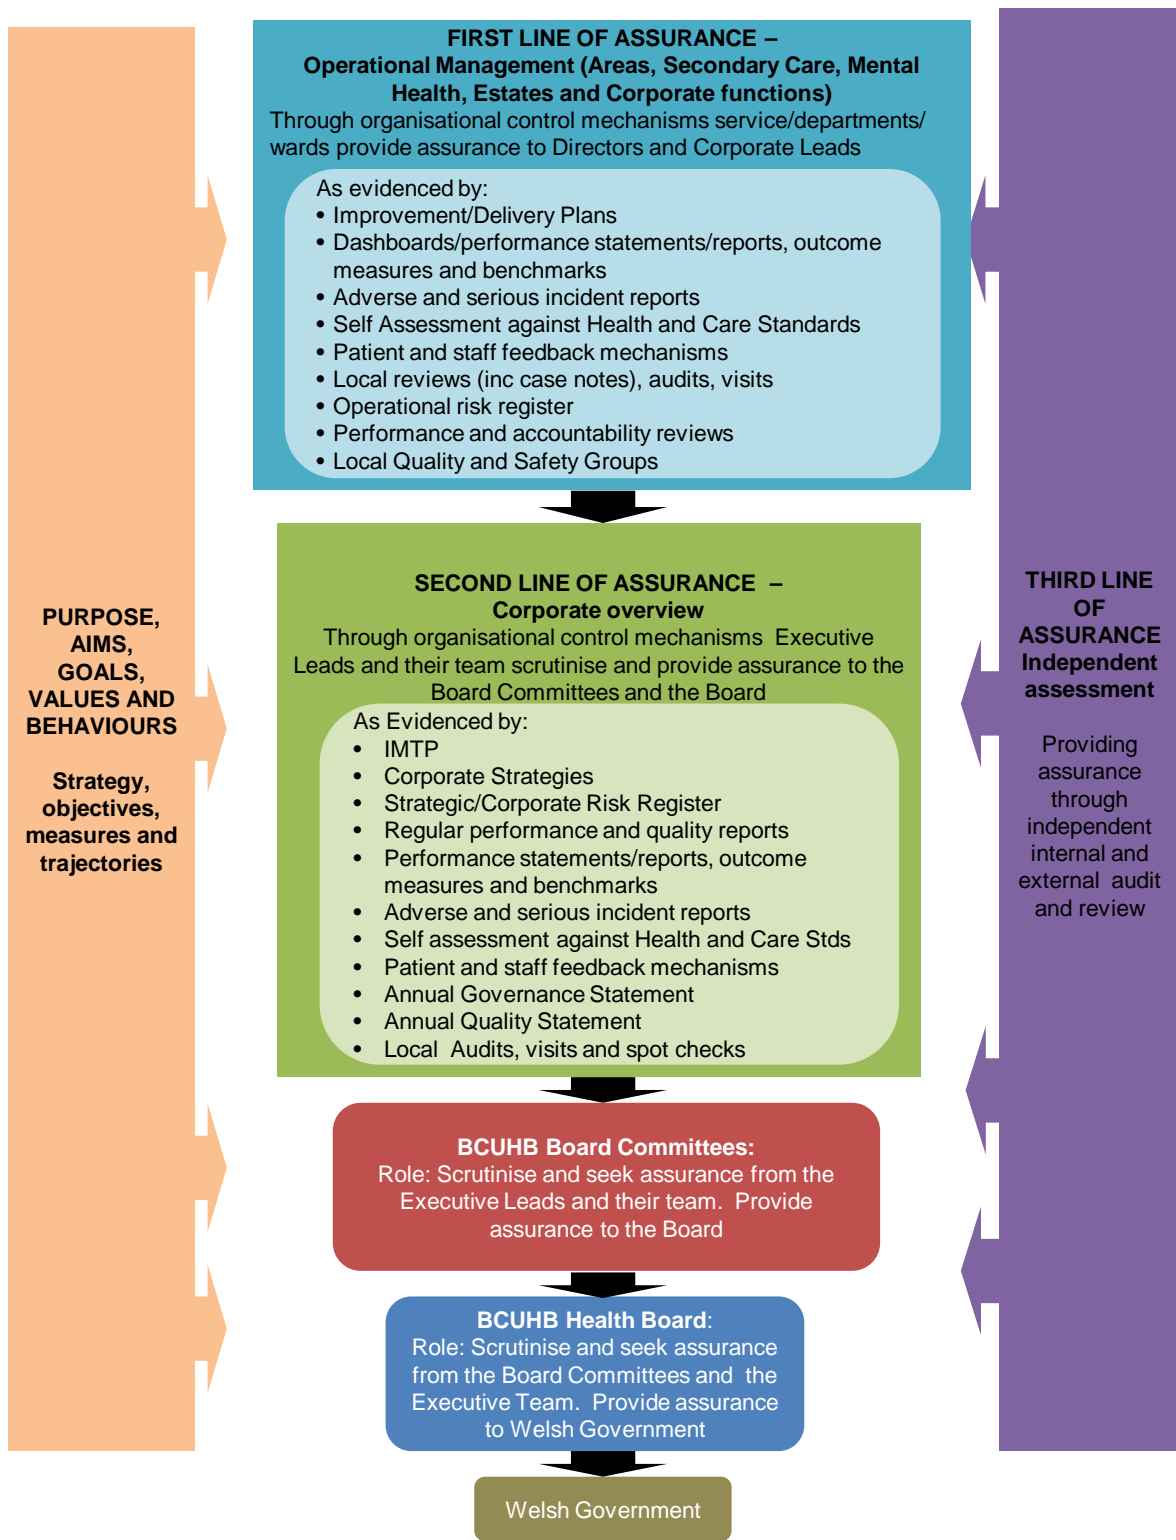 FIRST LINE OF ASSURANCE –
Operational Management (Areas, Secondary Care, Mental
Health, Estates and Corporate functions)
Through organisational control mechanisms service/departments/
wards provide assurance to Directors and Corporate Leads
As evidenced by:
• Improvement/Delivery Plans
• Dashboards/performance statements/reports, outcome
measures and benchmarks
• Adverse and serious incident reports
• Self Assessment against Health and Care Standards
• Patient and staff feedback mechanisms
• Local reviews (inc case notes), audits, visits
• Operational risk register
• Performance and accountability reviews
• Local Quality and Safety Groups
PURPOSE,
AIMS,
GOALS,
VALUES AND
BEHAVIOURS
Strategy,
objectives,
measures and
trajectories
SECOND LINE OF ASSURANCE –
Corporate overview
Through organisational control mechanisms Executive
Leads and their team scrutinise and provide assurance to the
Board Committees and the Board
As Evidenced by:
• IMTP
• Corporate Strategies
• Strategic/Corporate Risk Register
• Regular performance and quality reports
• Performance statements/reports, outcome
measures and benchmarks
• Adverse and serious incident reports
• Self assessment against Health and Care Stds
• Patient and staff feedback mechanisms
• Annual Governance Statement
• Annual Quality Statement
• Local Audits, visits and spot checks
THIRD LINE
OF
ASSURANCE
Independent
assessment
Providing
assurance
through
independent
internal and
external audit
and review
BCUHB Board Committees:
Role: Scrutinise and seek assurance from the
Executive Leads and their team. Provide
assurance to the Board
BCUHB Health Board:
Role: Scrutinise and seek assurance
from the Board Committees and the
Executive Team. Provide assurance
to Welsh Government
Welsh Government